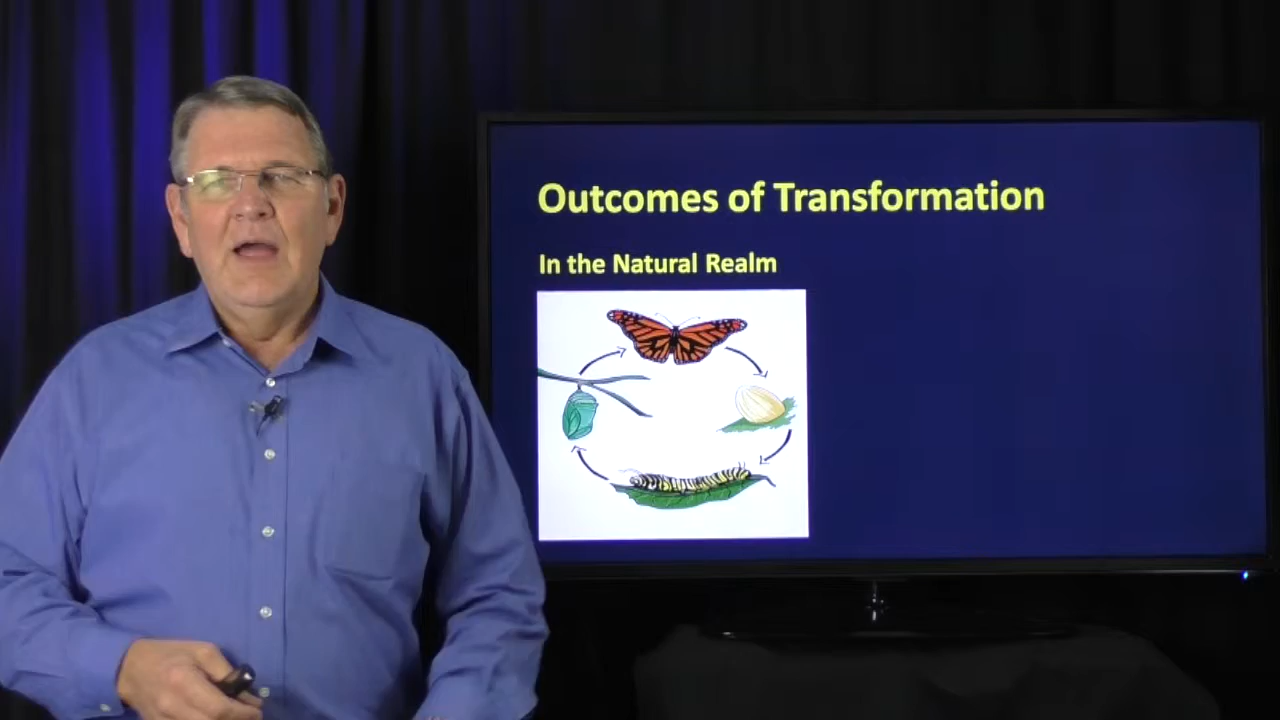 Outcomes of Transformation
In the Natural Realm